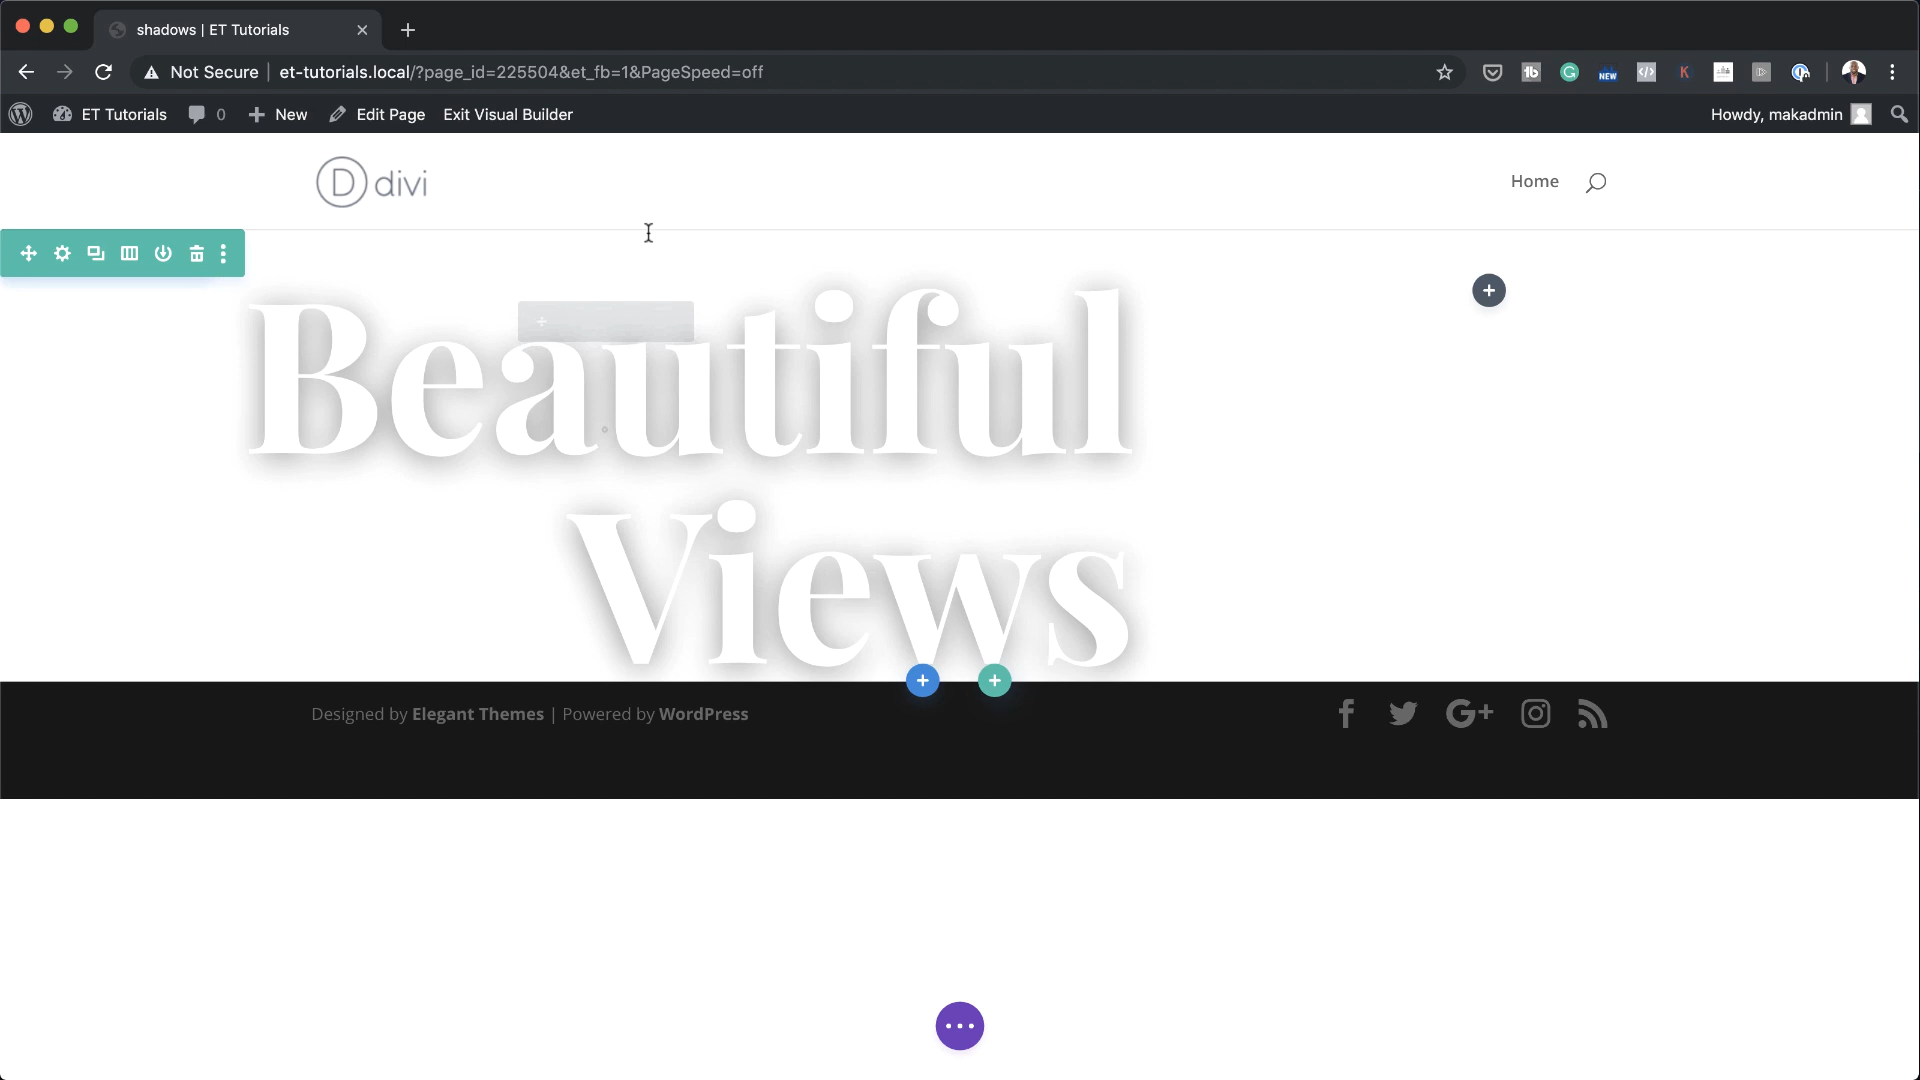 shadows | ET Tutorials
Not Secure | et-tutorials.local/?page_id=225504&et_fb=1&PageSpeed=off
NEW
ET Tutorials 0 New Edit Page Exit Visual Builder
Howdy, makadmin
D divi
Home
Beautiful
Views
Designed by Elegant Themes | Powered by WordPress